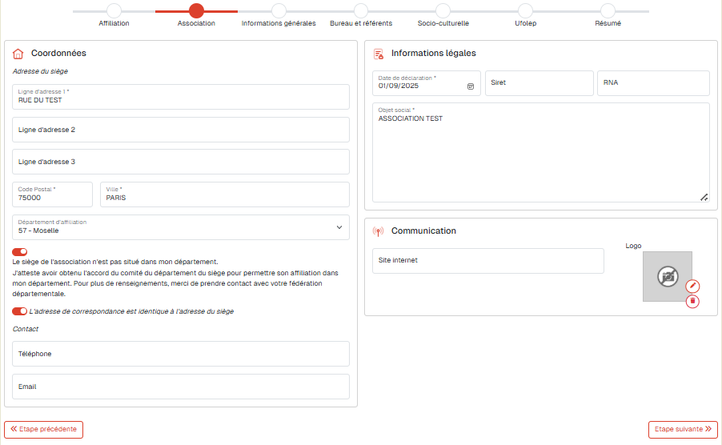 Affiliation
Association
Informations générales
Bureau et référents
Socio-culturelle
Ufolep
Résumé
Coordonnées
Adresse du siège
Ligne d'adresse 1 *
RUE DU TEST
Ligne d'adresse 2
Ligne d'adresse 3
Code Postal *
75000
Ville *
PARIS
Département d'affiliation
57 - Moselle
Le siège de l'association n'est pas situé dans mon département.
J'atteste avoir obtenu l'accord du comité du département du siège pour permettre son affiliation dans
mon département. Pour plus de renseignements, merci de prendre contact avec votre fédération
départementale.
L'adresse de correspondance est identique à l'adresse du siège
Contact
Téléphone
Email
Informations légales
Date de déclaration *
01/09/2025
Siret
RNA
Objet social *
ASSOCIATION TEST
Communication
Site internet
Logo
Etape précédente
Etape suivante